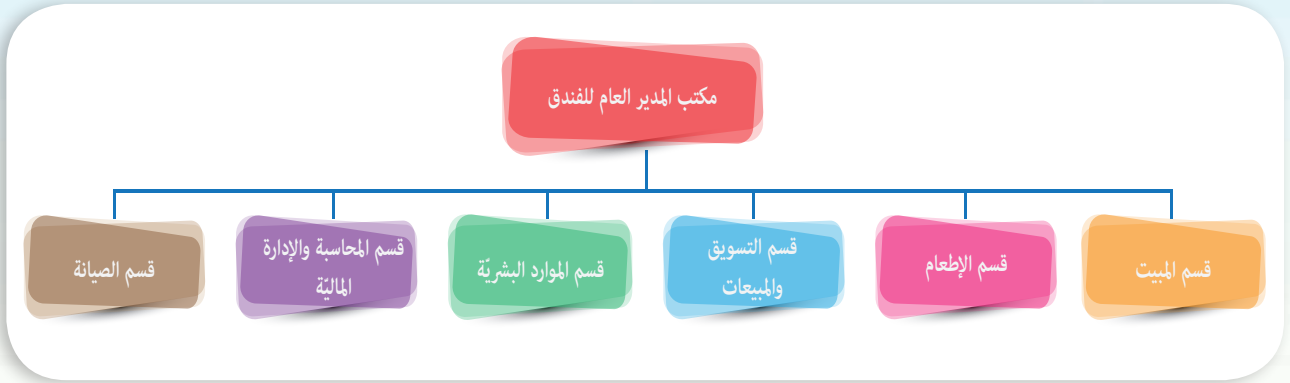 مكتب المدير العام للفندق
قسم المبيت
قسم الإطعام
قسم التسويق
والمبيعات
قسم الموارد البشريّة
قسم المحاسبة والإدارة
الماليّة
قسم الصيانة